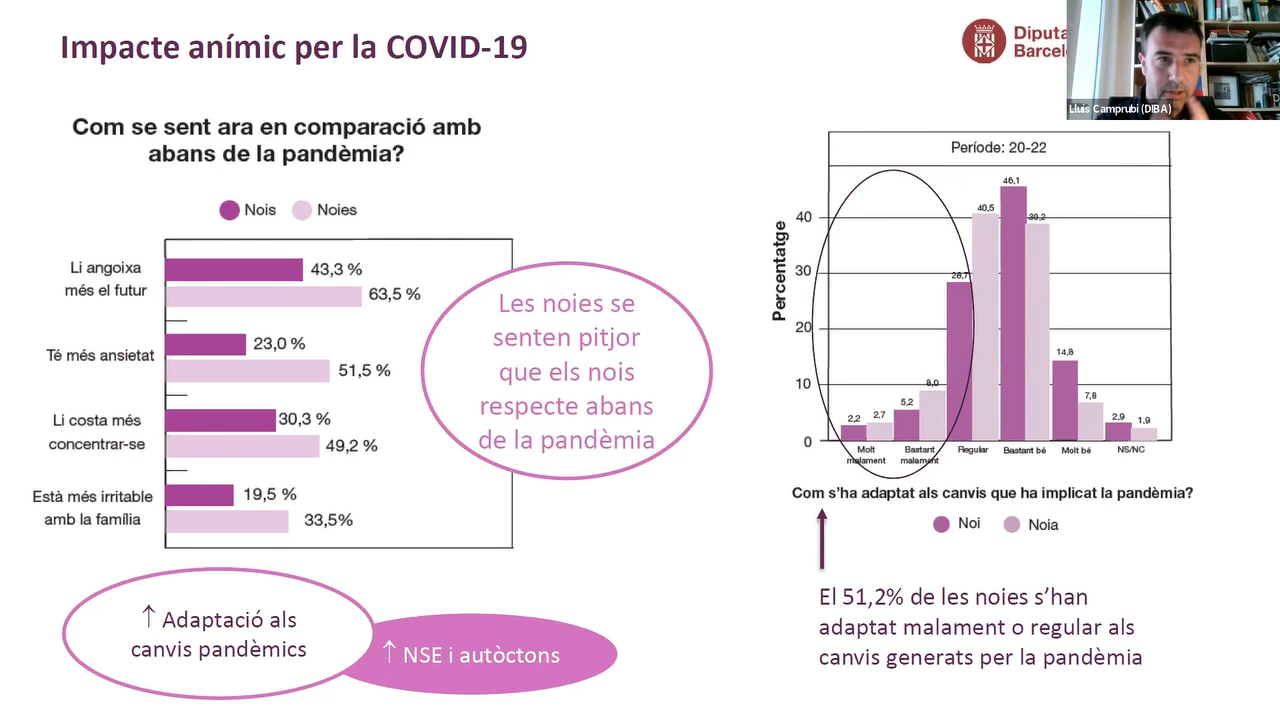 Impacte anímic per la COVID-19
Diputa
Barcel
Lluís Camprubí (DIBA)
Com se sent ara en comparació amb
abans de la pandèmia?
Nois
Noies
Li angoixa
més el futur
43,3 %
63,5 %
Té més ansietat
23,0 %
51,5 %
Li costa més
concentrar-se
30,3 %
49,2 %
Està més irritable
amb la família
19,5 %
33,5%
Les noies se
senten pitjor
que els nois
respecte abans
de la pandèmia
↑ Adaptació als
canvis pandèmics
↑ NSE i autòctons
Període: 20-22
Percentatge
40
30
20
10
0
2,2
2,7
5,2
8,0
28,7
40,5
46,1
39,2
14,8
7,8
2,9
1,9
Molt
malament
Bastant
malament
Regular
Bastant bé
Molt bé
NS/NC
Com s’ha adaptat als canvis que ha implicat la pandèmia?
Noi
Noia
El 51,2% de les noies s’han
adaptat malament o regular als
canvis generats per la pandèmia